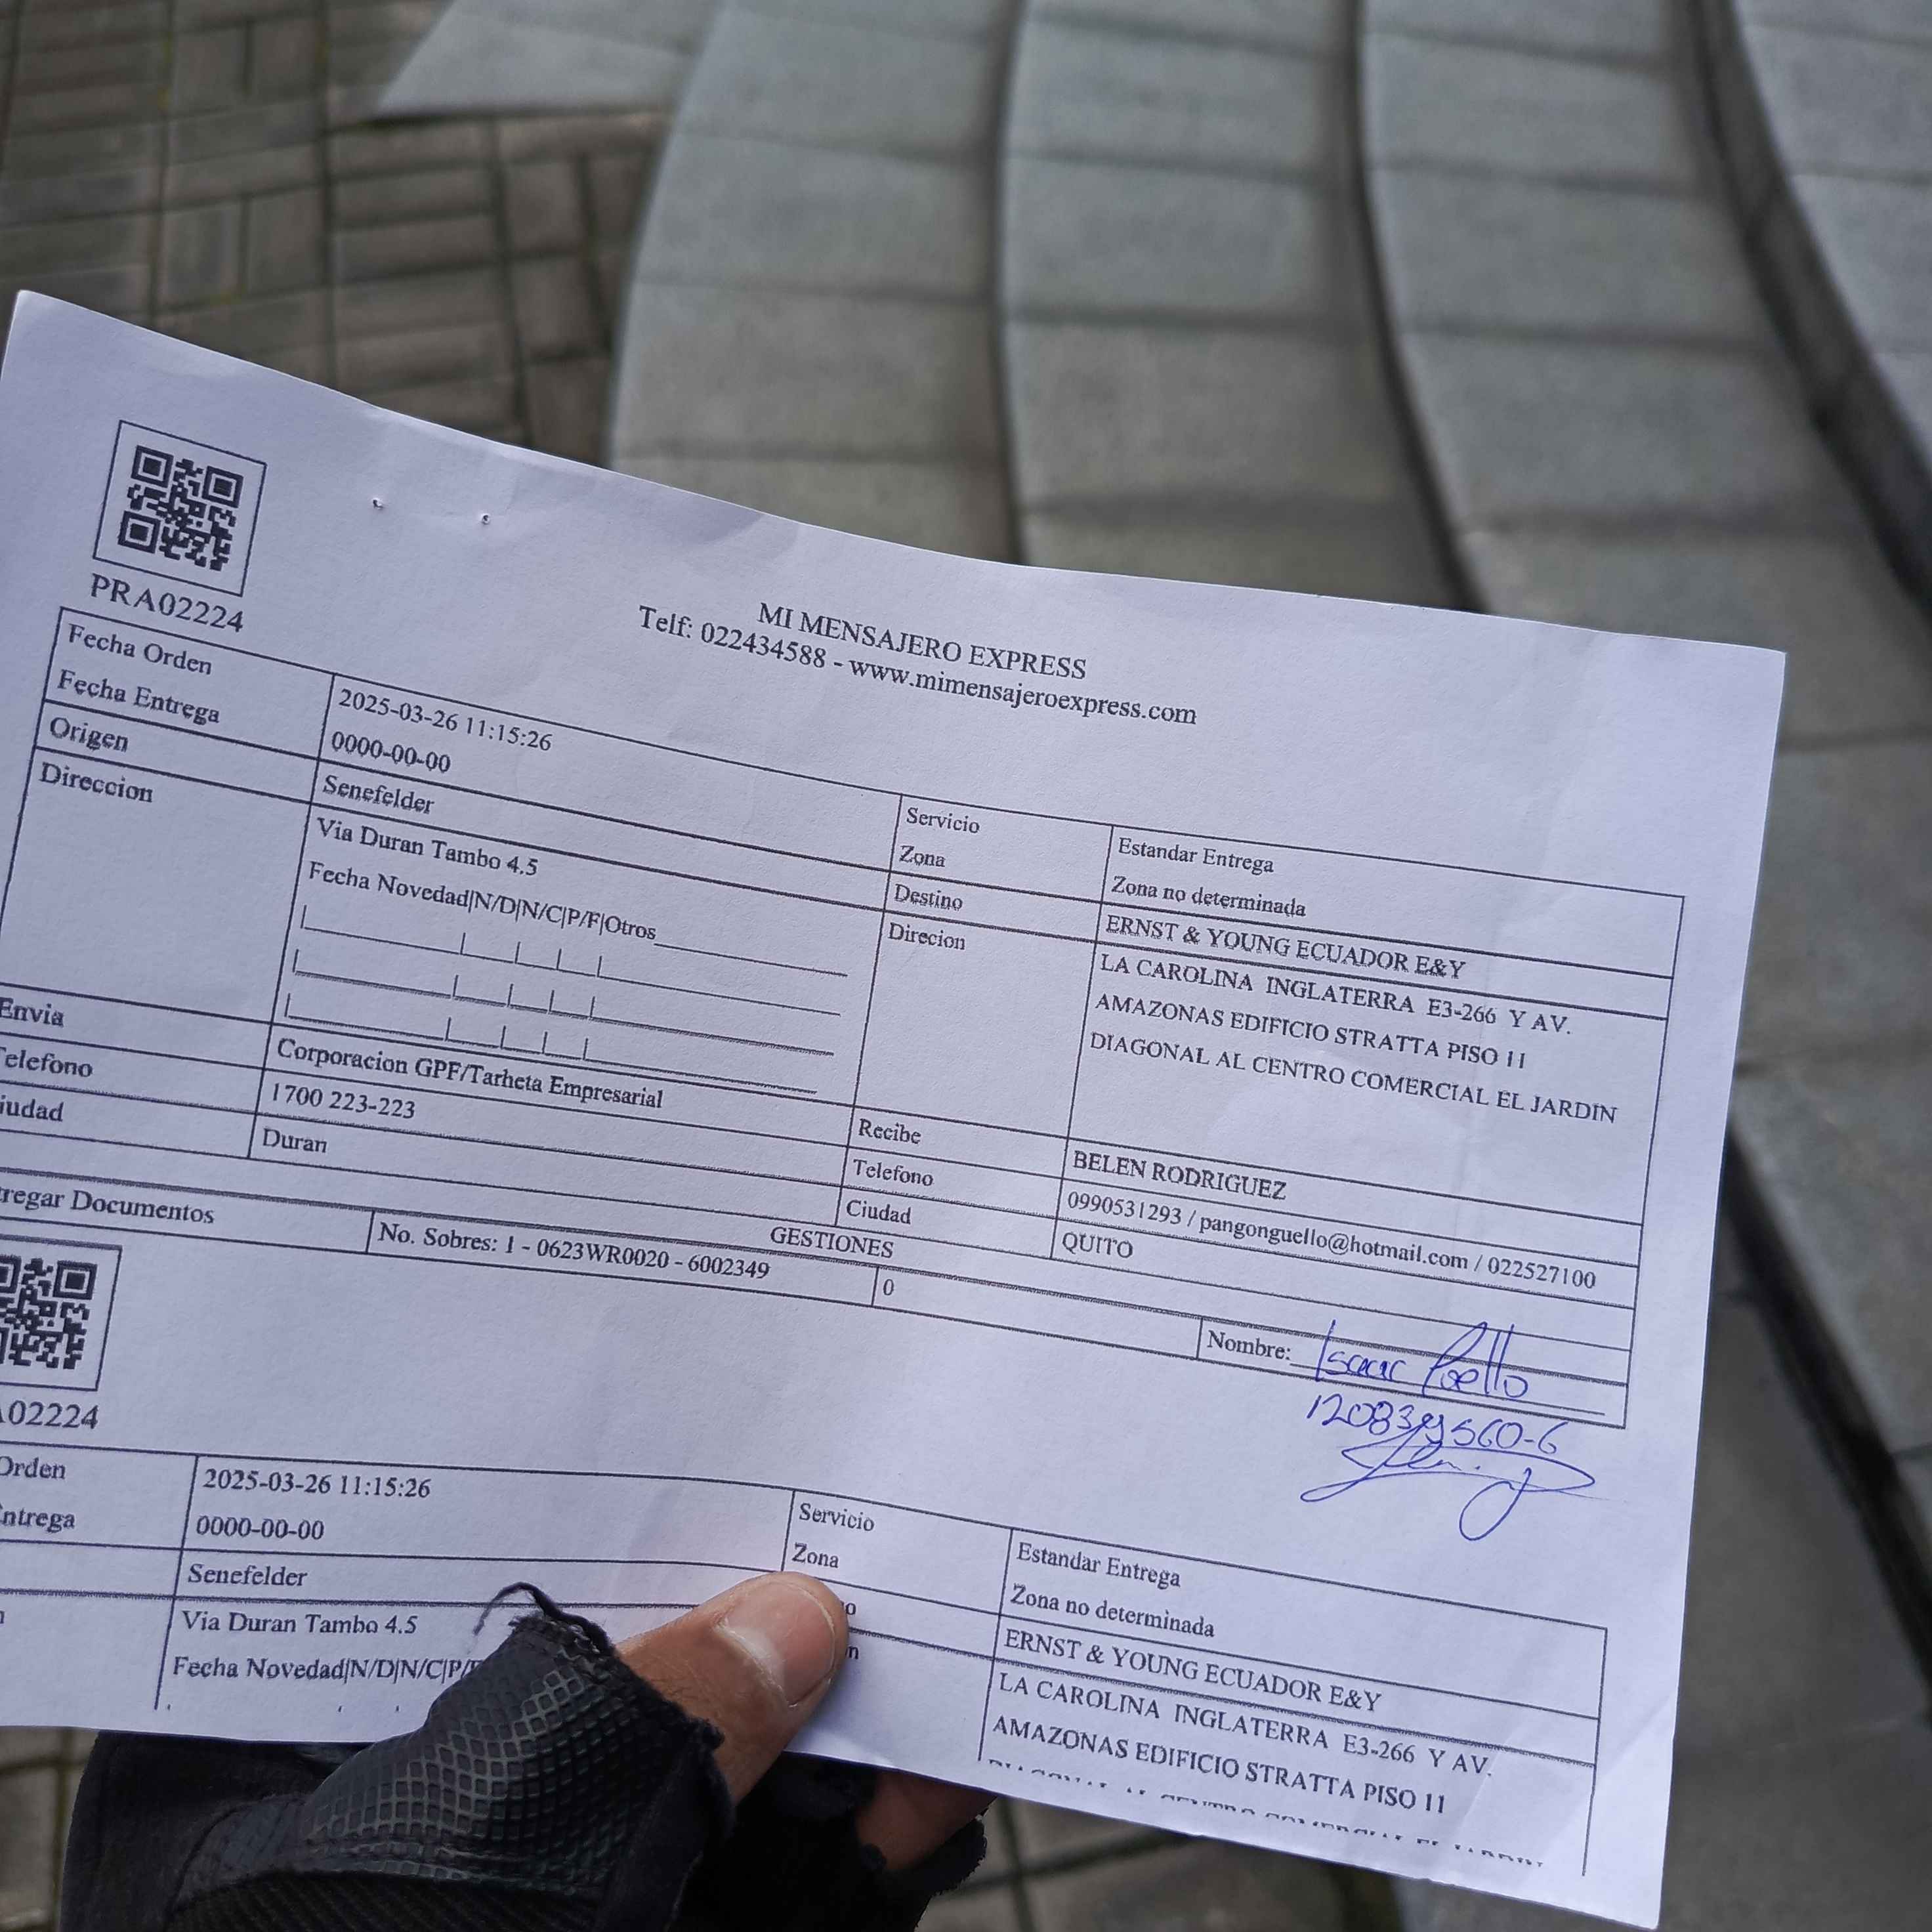 PRA02224
MI MENSAJERO EXPRESS
Telf: 022434588 - www.mimensajeroexpress.com
Fecha Orden 2025-03-26 11:15:26 Servicio Estandar Entrega
Fecha Entrega 0000-00-00 Zona Zona no determinada
Origen Senefelder Destino ERNST & YOUNG ECUADOR E&Y
Direccion Via Duran Tambo 4.5 Direcion LA CAROLINA INGLATERRA E3-266 Y AV.
Fecha Novedad|N/D|N/C|P/F|Otros AMAZONAS EDIFICIO STRATTA PISO 11
DIAGONAL AL CENTRO COMERCIAL EL JARDIN
Envia Corporacion GPF/Tarheta Empresarial Recibe BELEN RODRIGUEZ
Telefono 1700 223-223 Telefono 0990531293 / pangonguello@hotmail.com / 022527100
iudad Duran Ciudad QUITO
GESTIONES
tregar Documentos No. Sobres: 1 - 0623WR0020 - 6002349 0 Nombre: Isaac
A02224
Orden 2025-03-26 11:15:26 Servicio Estandar Entrega
ntrega 0000-00-00 Zona Zona no determinada
Senefelder ERNST & YOUNG ECUADOR E&Y
Via Duran Tambo 4.5 LA CAROLINA INGLATERRA E3-266 Y AV.
Fecha Novedad|N/D|N/C|P/ AMAZONAS EDIFICIO STRATTA PISO 11